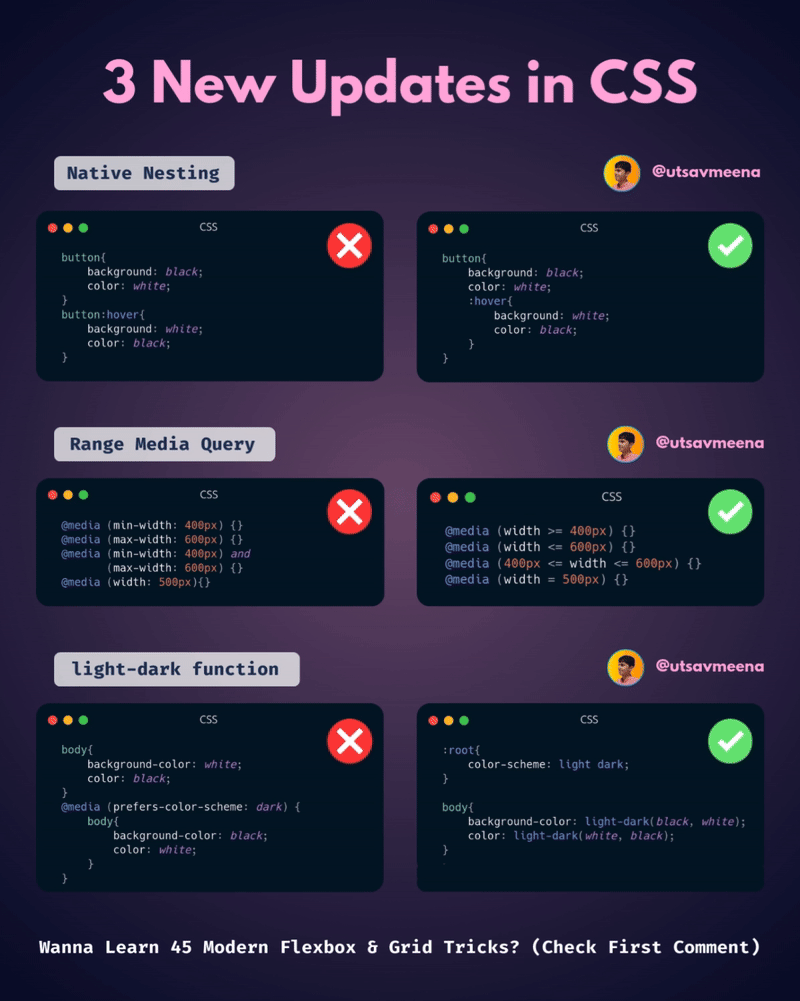 3 New Updates in CSS
Native Nesting
@utsavmeena
CSS
button{
    background: black;
    color: white;
}
button:hover{
    background: white;
    color: black;
}
CSS
button{
    background: black;
    color: white;
    :hover{
        background: white;
        color: black;
    }
}
Range Media Query
@utsavmeena
CSS
@media (min-width: 400px) {}
@media (max-width: 600px) {}
@media (min-width: 400px) and
       (max-width: 600px) {}
@media (width: 500px){}
CSS
@media (width >= 400px) {}
@media (width <= 600px) {}
@media (400px <= width <= 600px) {}
@media (width = 500px) {}
light-dark function
@utsavmeena
CSS
body{
    background-color: white;
    color: black;
}
@media (prefers-color-scheme: dark) {
    body{
        background-color: black;
        color: white;
    }
}
CSS
:root{
    color-scheme: light dark;
}
body{
    background-color: light-dark(black, white);
    color: light-dark(white, black);
}
Wanna Learn 45 Modern Flexbox & Grid Tricks? (Check First Comment)